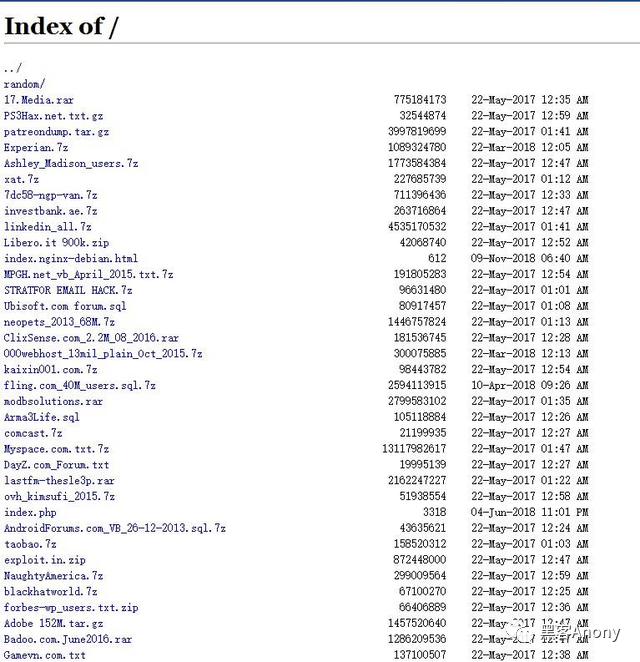 Index of /
../
random/
17.Media.rar 775184173 22-May-2017 12:35 AM
PS3Hax.net.txt.gz 32544874 22-May-2017 12:59 AM
patreondump.tar.gz 3997819699 22-May-2017 01:41 AM
Experian.7z 1089324780 22-Mar-2018 12:05 AM
Ashley_Madison_users.7z 1773584384 22-May-2017 12:47 AM
xat.7z 227685739 22-May-2017 01:12 AM
7dc58-ngp-van.7z 711396436 22-May-2017 12:33 AM
investbank.ae.7z 263716864 22-May-2017 12:47 AM
linkedin_all.7z 4535170532 22-May-2017 01:41 AM
Libero.it 900k.zip 42068740 22-May-2017 12:52 AM
index.nginx-debian.html 612 09-Nov-2018 06:40 AM
MPGH.net_vb_April_2015.txt.7z 191805283 22-May-2017 12:54 AM
STRATFOR EMAIL HACK.7z 96631480 22-May-2017 01:01 AM
Ubisoft.com forum.sql 80917457 22-May-2017 01:08 AM
neopets_2013_68M.7z 1446757824 22-May-2017 01:13 AM
ClixSense.com_2.2M_08_2016.rar 181536745 22-May-2017 12:28 AM
000webhost_13mil_plain_Oct_2015.7z 300075885 22-Mar-2018 12:13 AM
kaixin001.com.7z 98443782 22-May-2017 12:54 AM
fling.com_40M_users.sql.7z 2594113915 10-Apr-2018 09:26 AM
modbsolutions.rar 2799583102 22-May-2017 01:35 AM
Arma3Life.sql 105118884 22-May-2017 12:26 AM
comcast.7z 21199935 22-May-2017 12:27 AM
Myspace.com.txt.7z 13117982617 22-May-2017 01:47 AM
DayZ.com_Forum.txt 19995139 22-May-2017 12:27 AM
lastfm-thesle3p.rar 2162247227 22-May-2017 01:22 AM
ovh_kimsufi_2015.7z 51938554 22-May-2017 12:58 AM
index.php 3318 04-Jun-2018 11:01 PM
AndroidForums.com_VB_26-12-2013.sql.7z 43635621 22-May-2017 12:24 AM
taobao.7z 158520312 22-May-2017 01:03 AM
exploit.in.zip 872448000 22-May-2017 12:47 AM
NaughtyAmerica.7z 299009564 22-May-2017 12:59 AM
blackhatworld.7z 67100270 22-May-2017 12:25 AM
forbes-wp_users.txt.zip 66406889 22-May-2017 12:36 AM
Adobe 152M.tar.gz 1457520640 22-May-2017 12:47 AM
Badoo.com.June2016.rar 1286209536 22-May-2017 12:47 AM
Gamevn.com.txt 137100507 22-May-2017 12:38 AM
黑客Anony